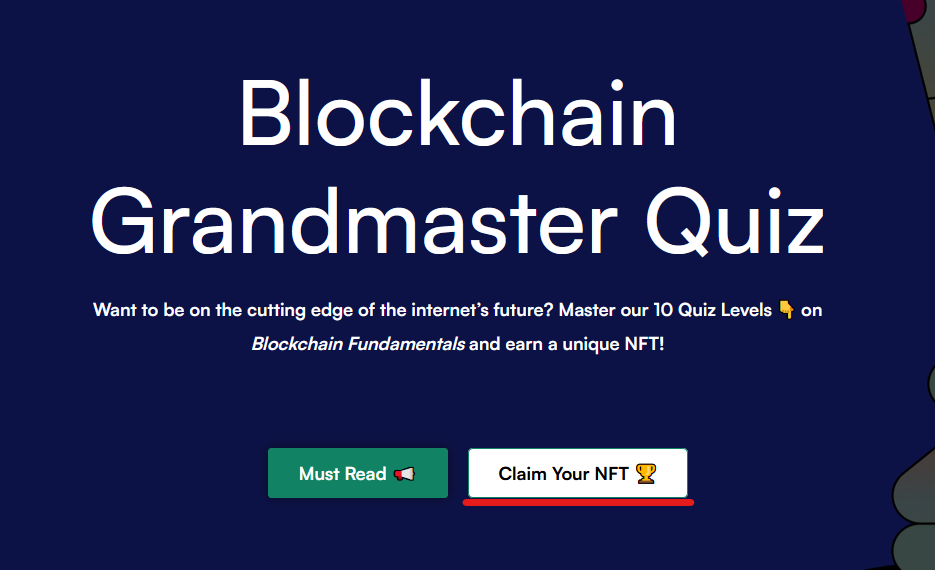 Blockchain
Grandmaster Quiz
Want to be on the cutting edge of the internet’s future? Master our 10 Quiz Levels 👇 on
Blockchain Fundamentals and earn a unique NFT!
Must Read 📢
Claim Your NFT 🏆